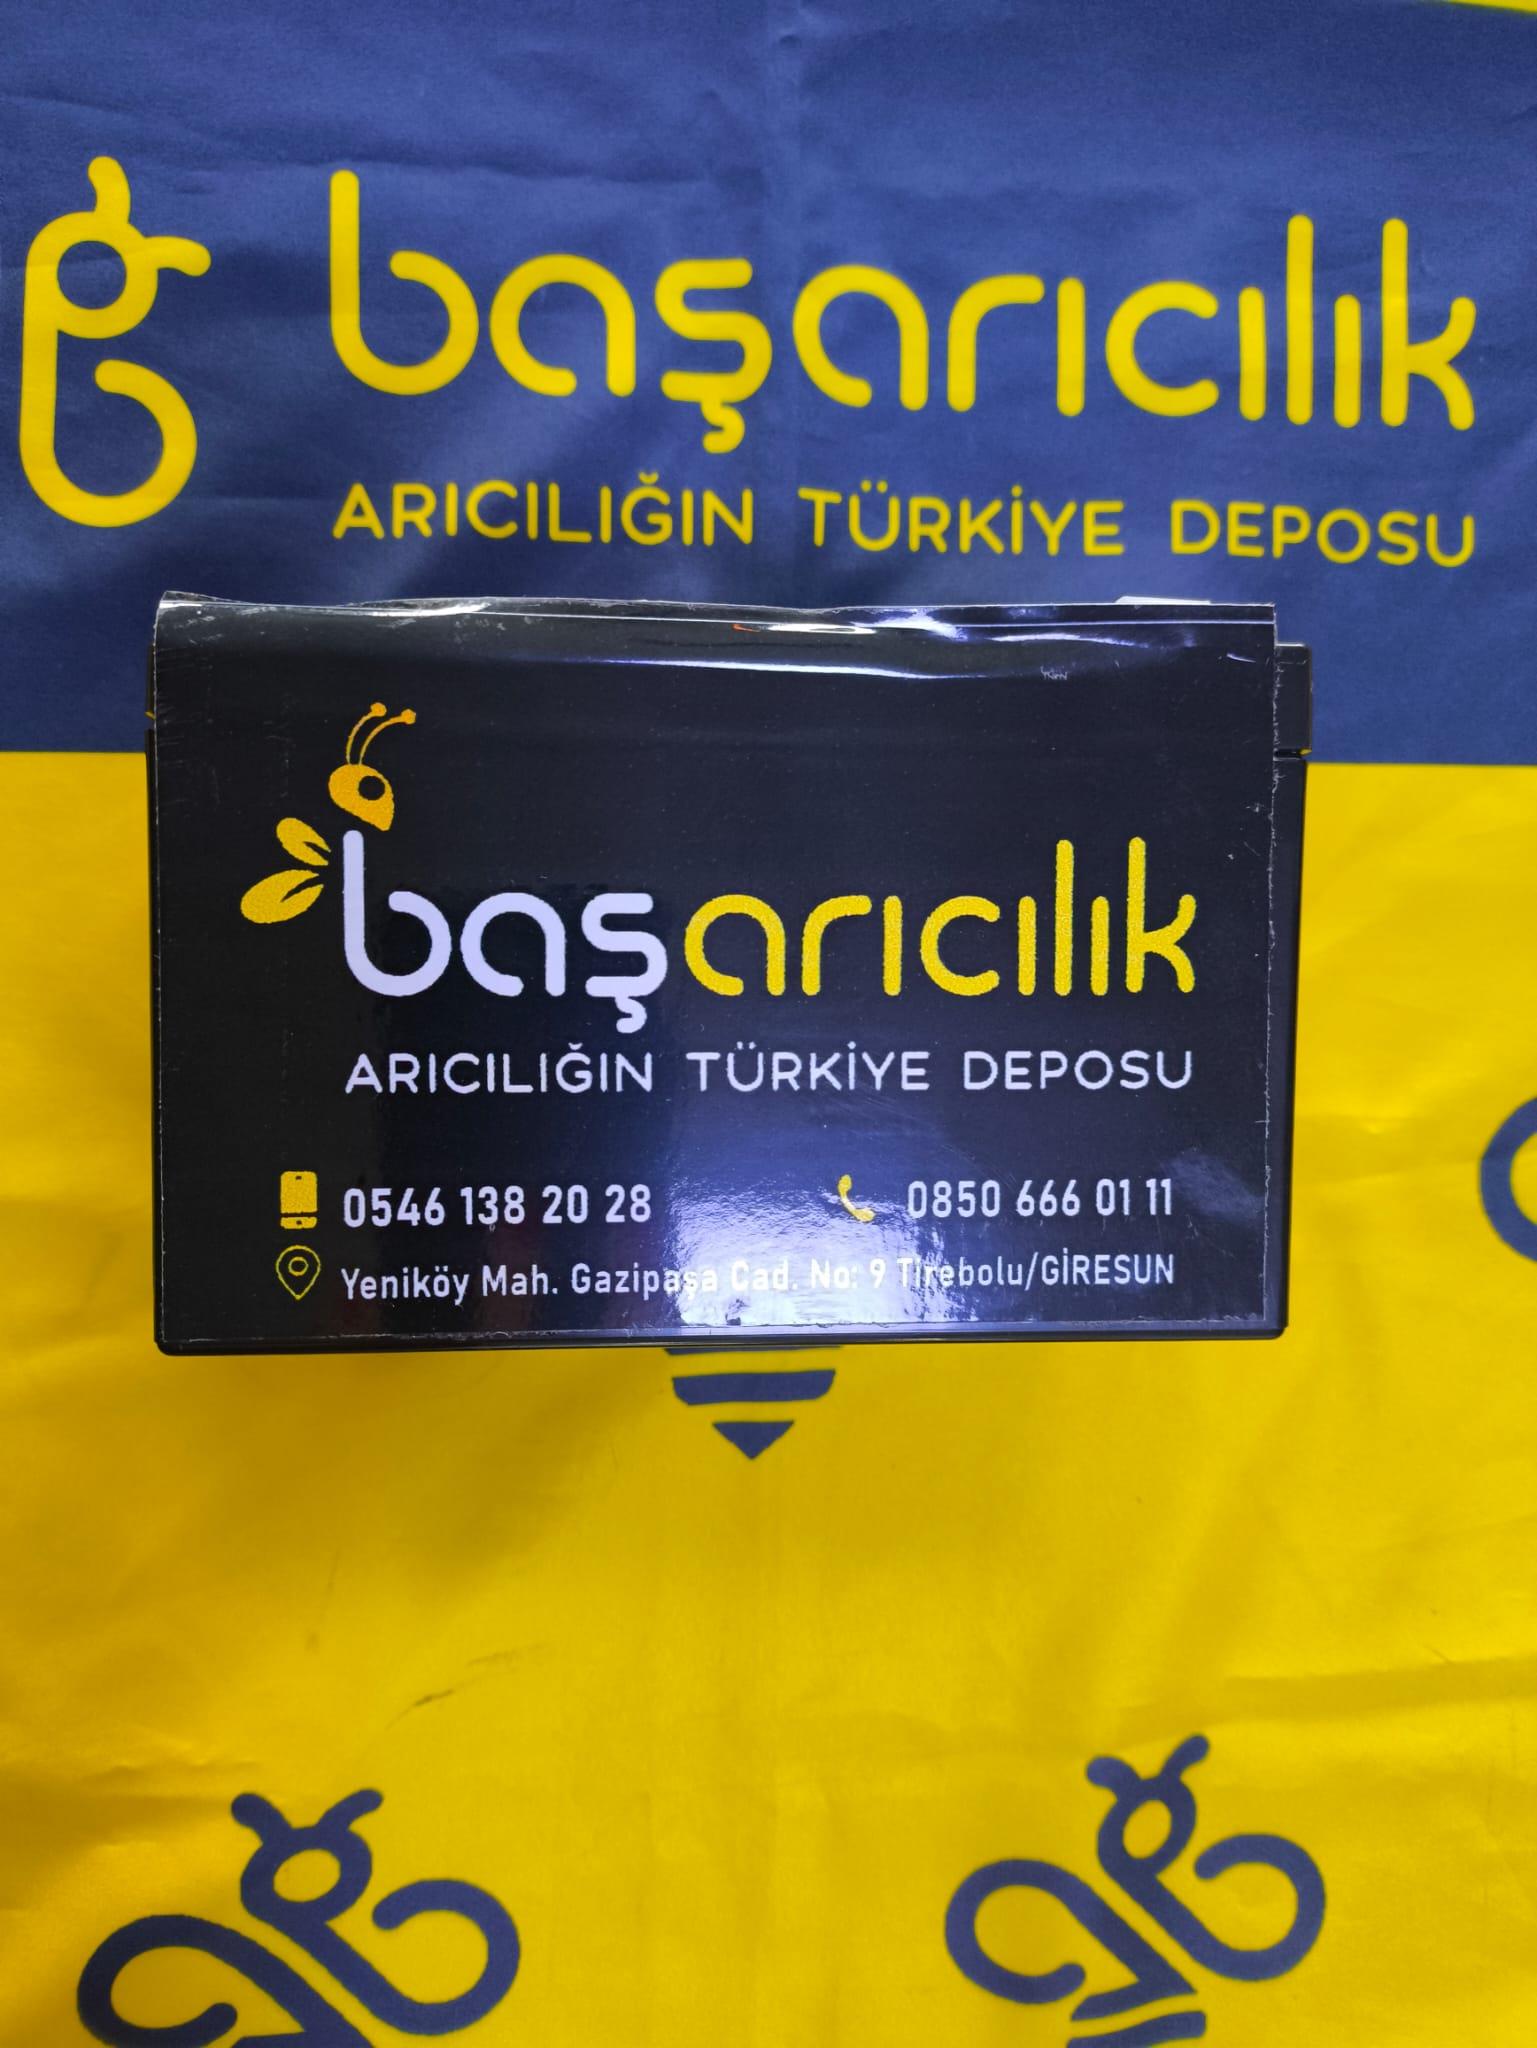 başarıcılık
ARICILIĞIN TÜRKİYE DEPOSU
başarıcılık
ARICILIĞIN TÜRKİYE DEPOSU
0546 138 20 28 0850 666 01 11
Yeniköy Mah. Gazipaşa Cad. No: 9 Tirebolu/GİRESUN